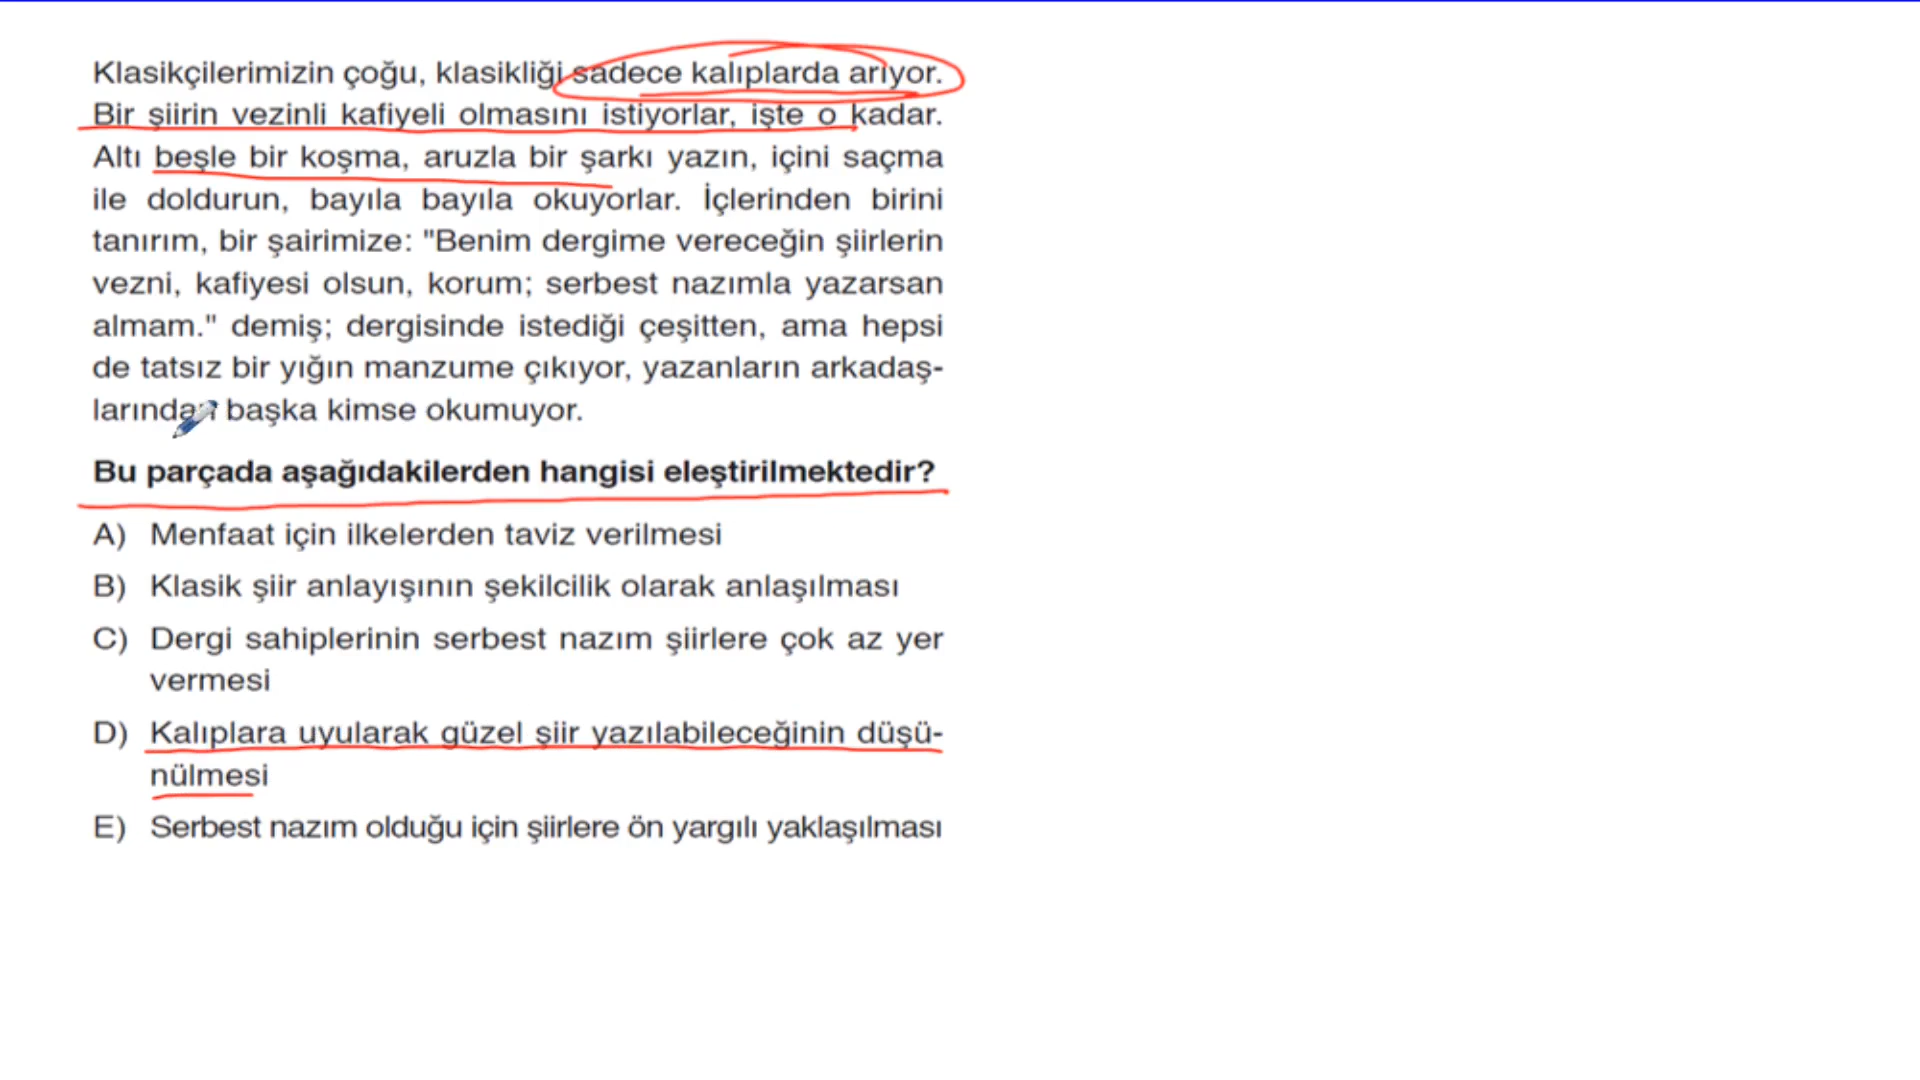 Klasikçilerimizin çoğu, klasikliği sadece kalıplarda arıyor.
Bir şiirin vezinli kafiyeli olmasını istiyorlar, işte o kadar.
Altı beşle bir koşma, aruzla bir şarkı yazın, içini saçma
ile doldurun, bayıla bayıla okuyorlar. İçlerinden birini
tanırım, bir şairimize: "Benim dergime vereceğin şiirlerin
vezni, kafiyesi olsun, korum; serbest nazımla yazarsan
almam." demiş; dergisinde istediği çeşitten, ama hepsi
de tatsız bir yığın manzume çıkıyor, yazanların arkadaş-
larından başka kimse okumuyor.
Bu parçada aşağıdakilerden hangisi eleştirilmektedir?
A) Menfaat için ilkelerden taviz verilmesi
B) Klasik şiir anlayışının şekilcilik olarak anlaşılması
C) Dergi sahiplerinin serbest nazım şiirlere çok az yer
vermesi
D) Kalıplara uyularak güzel şiir yazılabileceğinin düşü-
nülmesi
E) Serbest nazım olduğu için şiirlere ön yargılı yaklaşılması